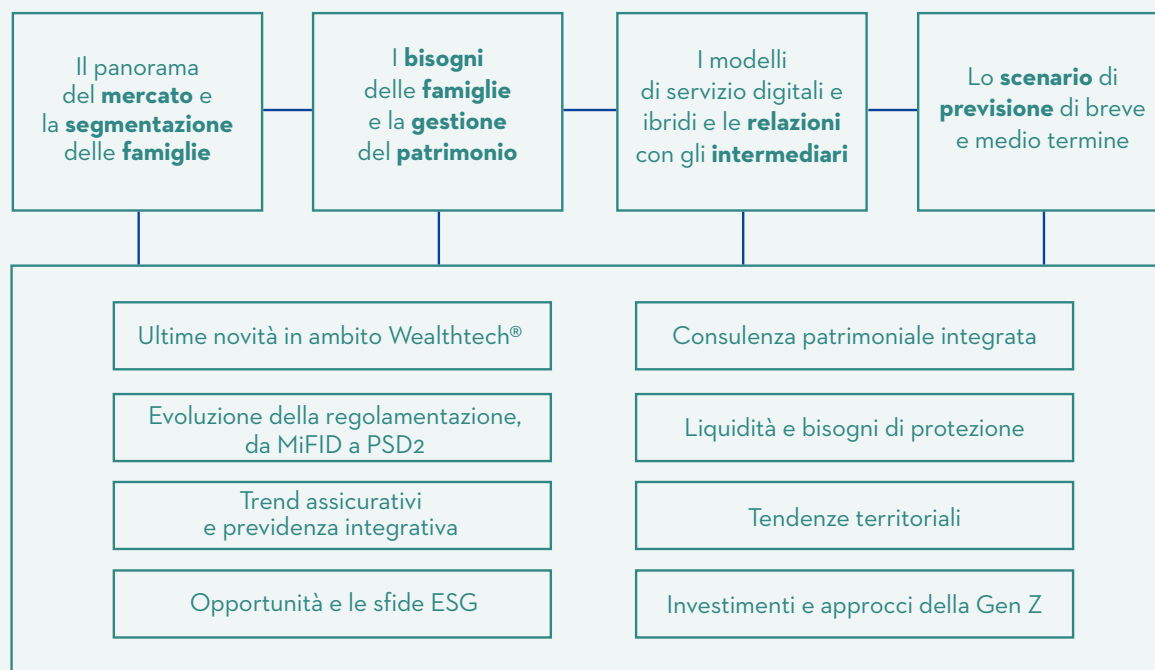 Il panorama
del mercato e
la segmentazione
delle famiglie
I bisogni
delle famiglie
e la gestione
del patrimonio
I modelli
di servizio digitali e
ibridi e le relazioni
con gli intermediari
Lo scenario di
previsione di breve
e medio termine
Ultime novità in ambito Wealthtech®
Consulenza patrimoniale integrata
Evoluzione della regolamentazione,
da MiFID a PSD2
Liquidità e bisogni di protezione
Trend assicurativi
e previdenza integrativa
Tendenze territoriali
Opportunità e le sfide ESG
Investimenti e approcci della Gen Z